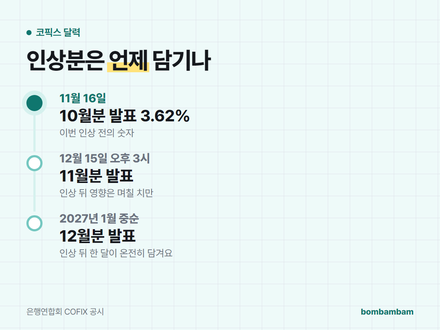 코픽스 달력
인상분은 언제 담기나
11월 16일
10월분 발표 3.62%
이번 인상 전의 숫자
12월 15일 오후 3시
11월분 발표
인상 뒤 영향은 며칠 치만
2027년 1월 중순
12월분 발표
인상 뒤 한 달이 온전히 담겨요
은행연합회 COFIX 공시
bombambam